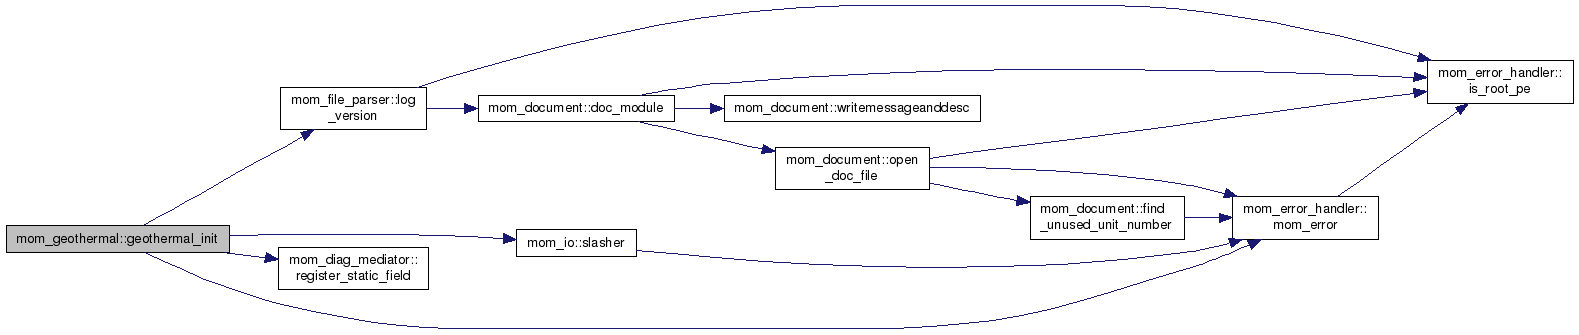 mom_geothermal::geothermal_init
mom_file_parser::log
_version
mom_diag_mediator::
register_static_field
mom_document::doc_module
mom_io::slasher
mom_document::writemessageanddesc
mom_document::open
_doc_file
mom_document::find
_unused_unit_number
mom_error_handler::
mom_error
mom_error_handler::
is_root_pe